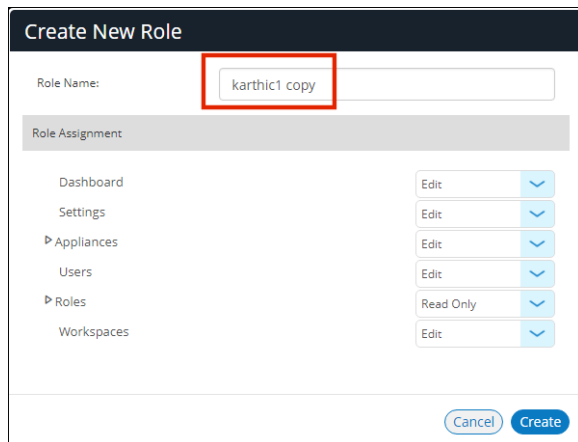 Create New Role
Role Name: karthic1 copy
Role Assignment
Dashboard Edit
Settings Edit
Appliances Edit
Users Edit
Roles Read Only
Workspaces Edit
Cancel Create